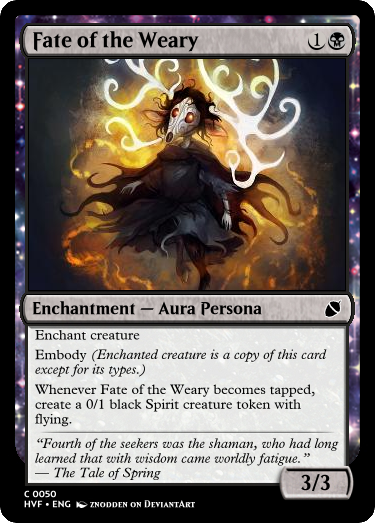 Fate of the Weary 1
Enchantment — Aura Persona
Enchant creature
Embody (Enchanted creature is a copy of this card
except for its types.)
Whenever Fate of the Weary becomes tapped,
create a 0/1 black Spirit creature token with
flying.
“Fourth of the seekers was the shaman, who had long
learned that with wisdom came worldly fatigue.”
— The Tale of Spring
3/3
C 0050
HVF • ENG znodden on DeviantArt